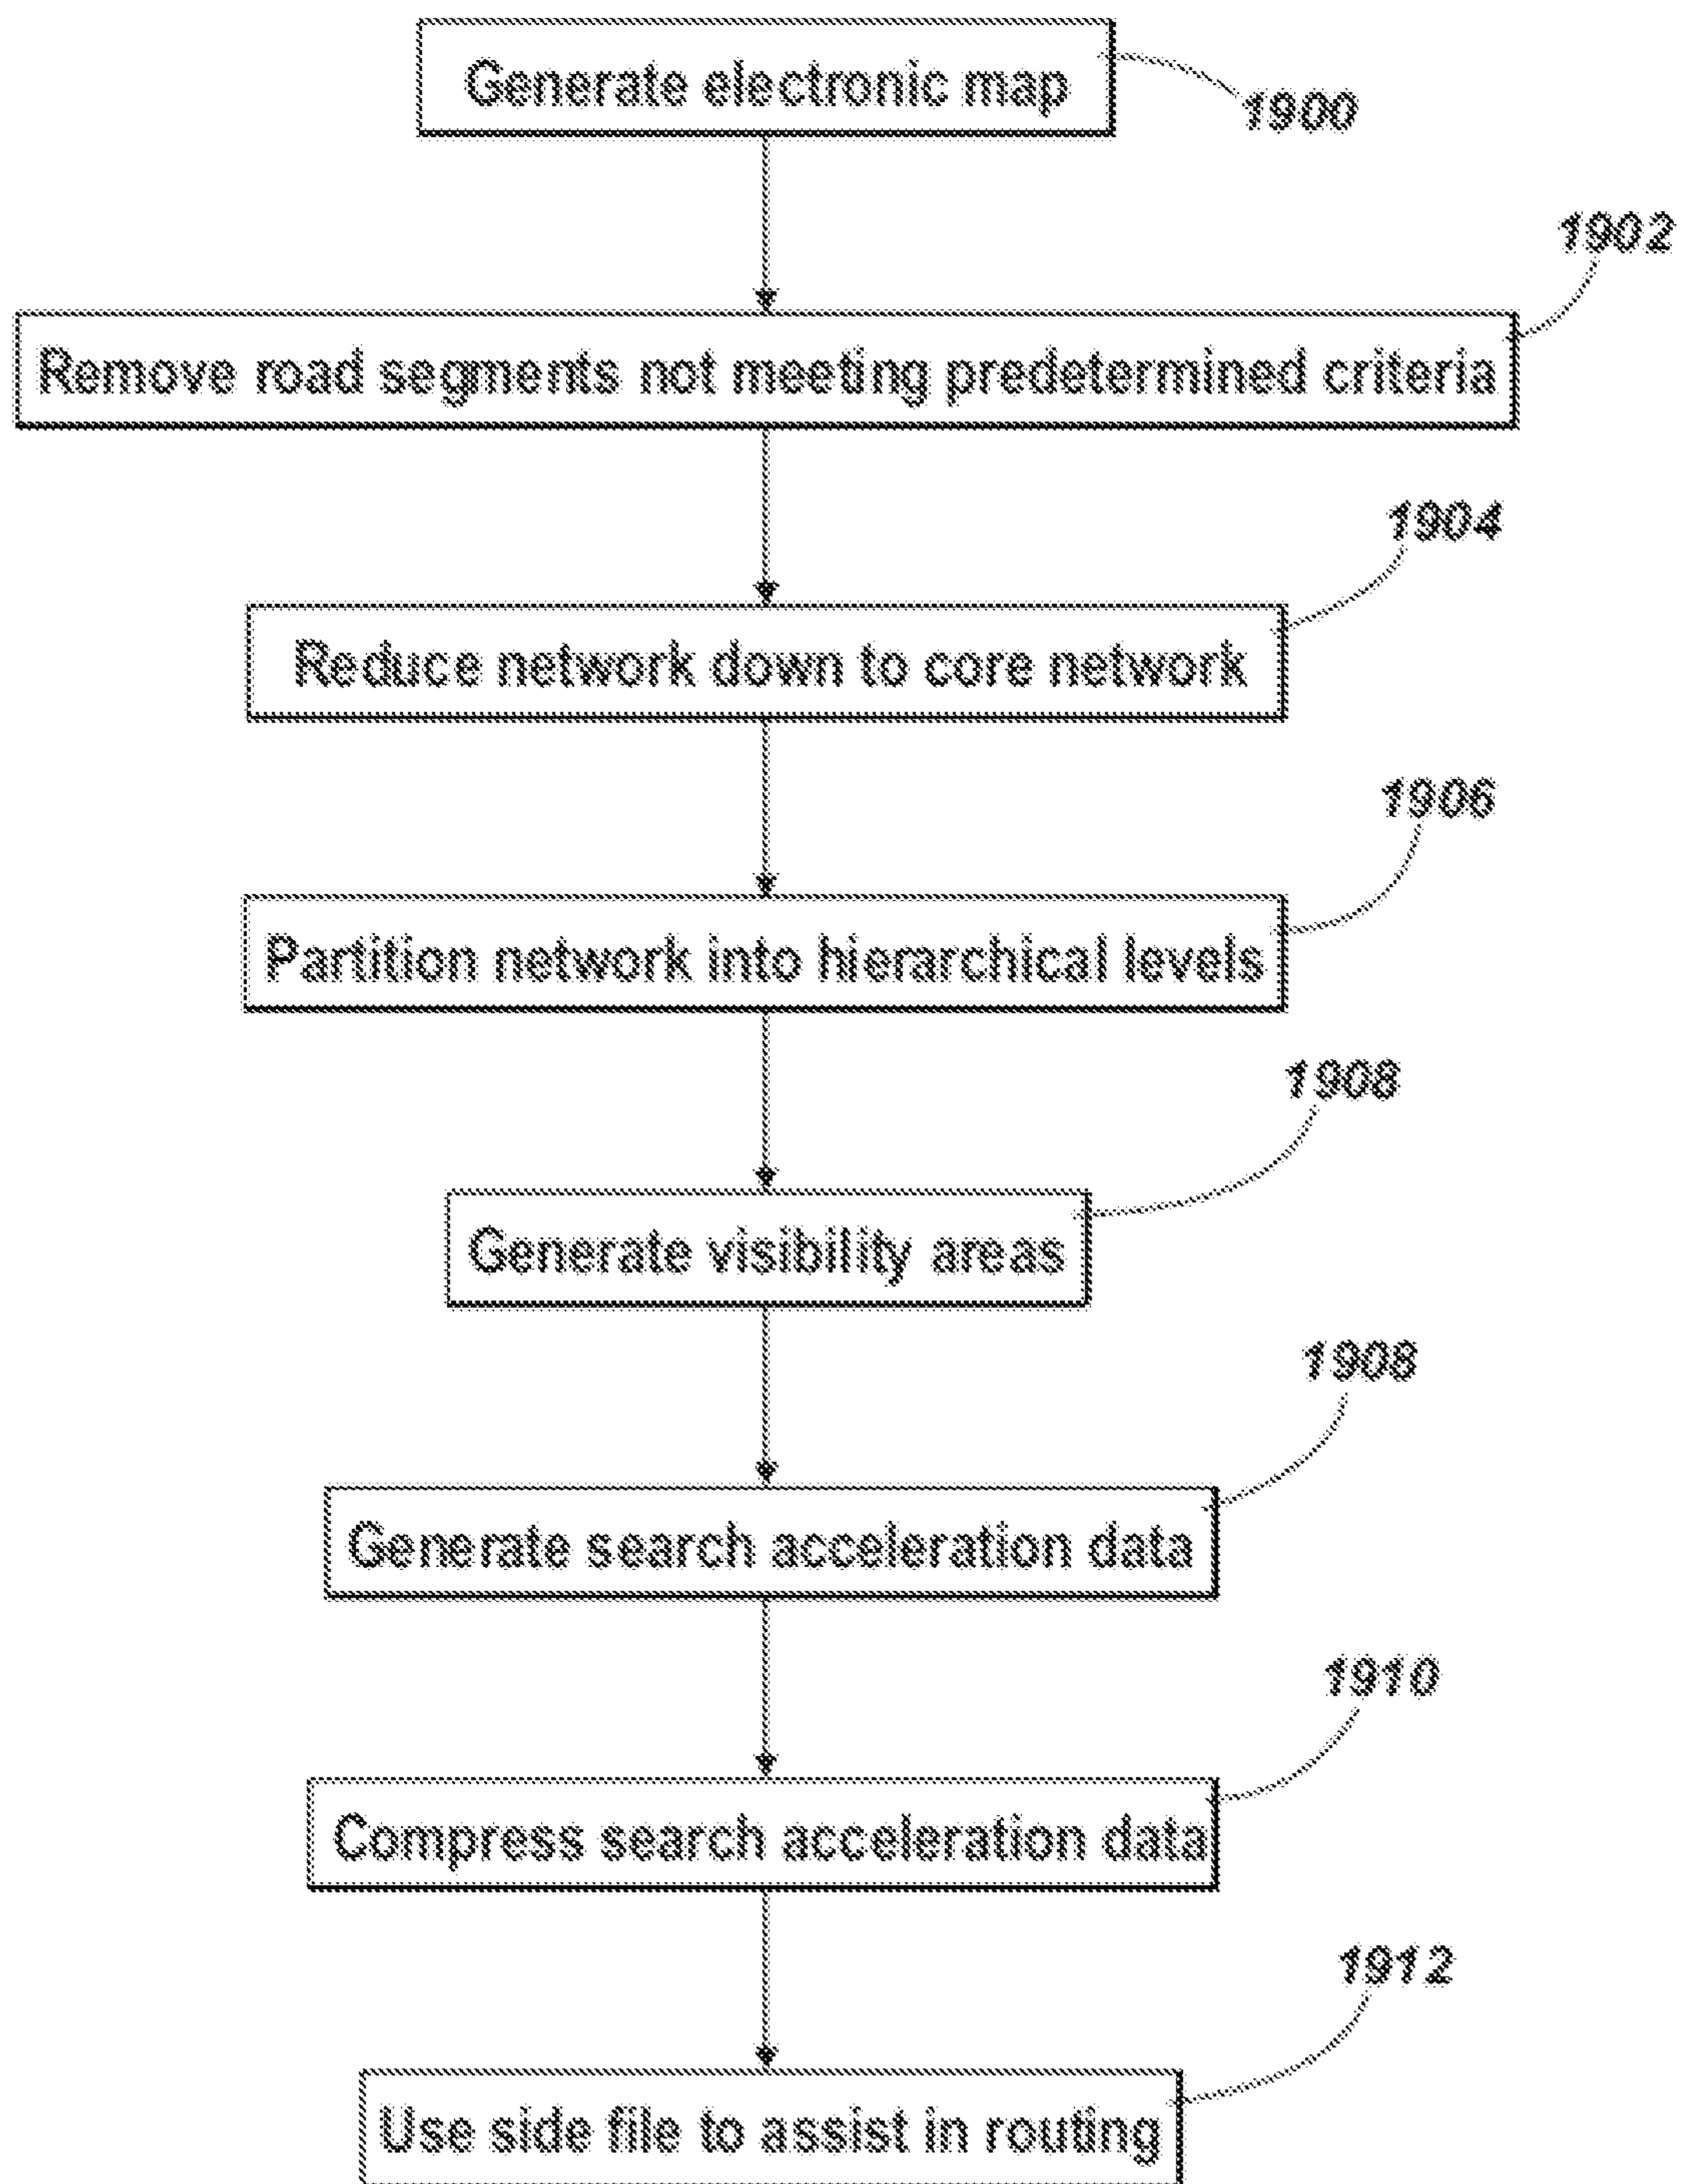 Generate electronic map
1900
1902
Remove road segments not meeting predetermined criteria
1904
Reduce network down to core network
1906
Partition network into hierarchical levels
1908
Generate visibility areas
1908
Generate search acceleration data
1910
Compress search acceleration data
1912
Use side file to assist in routing